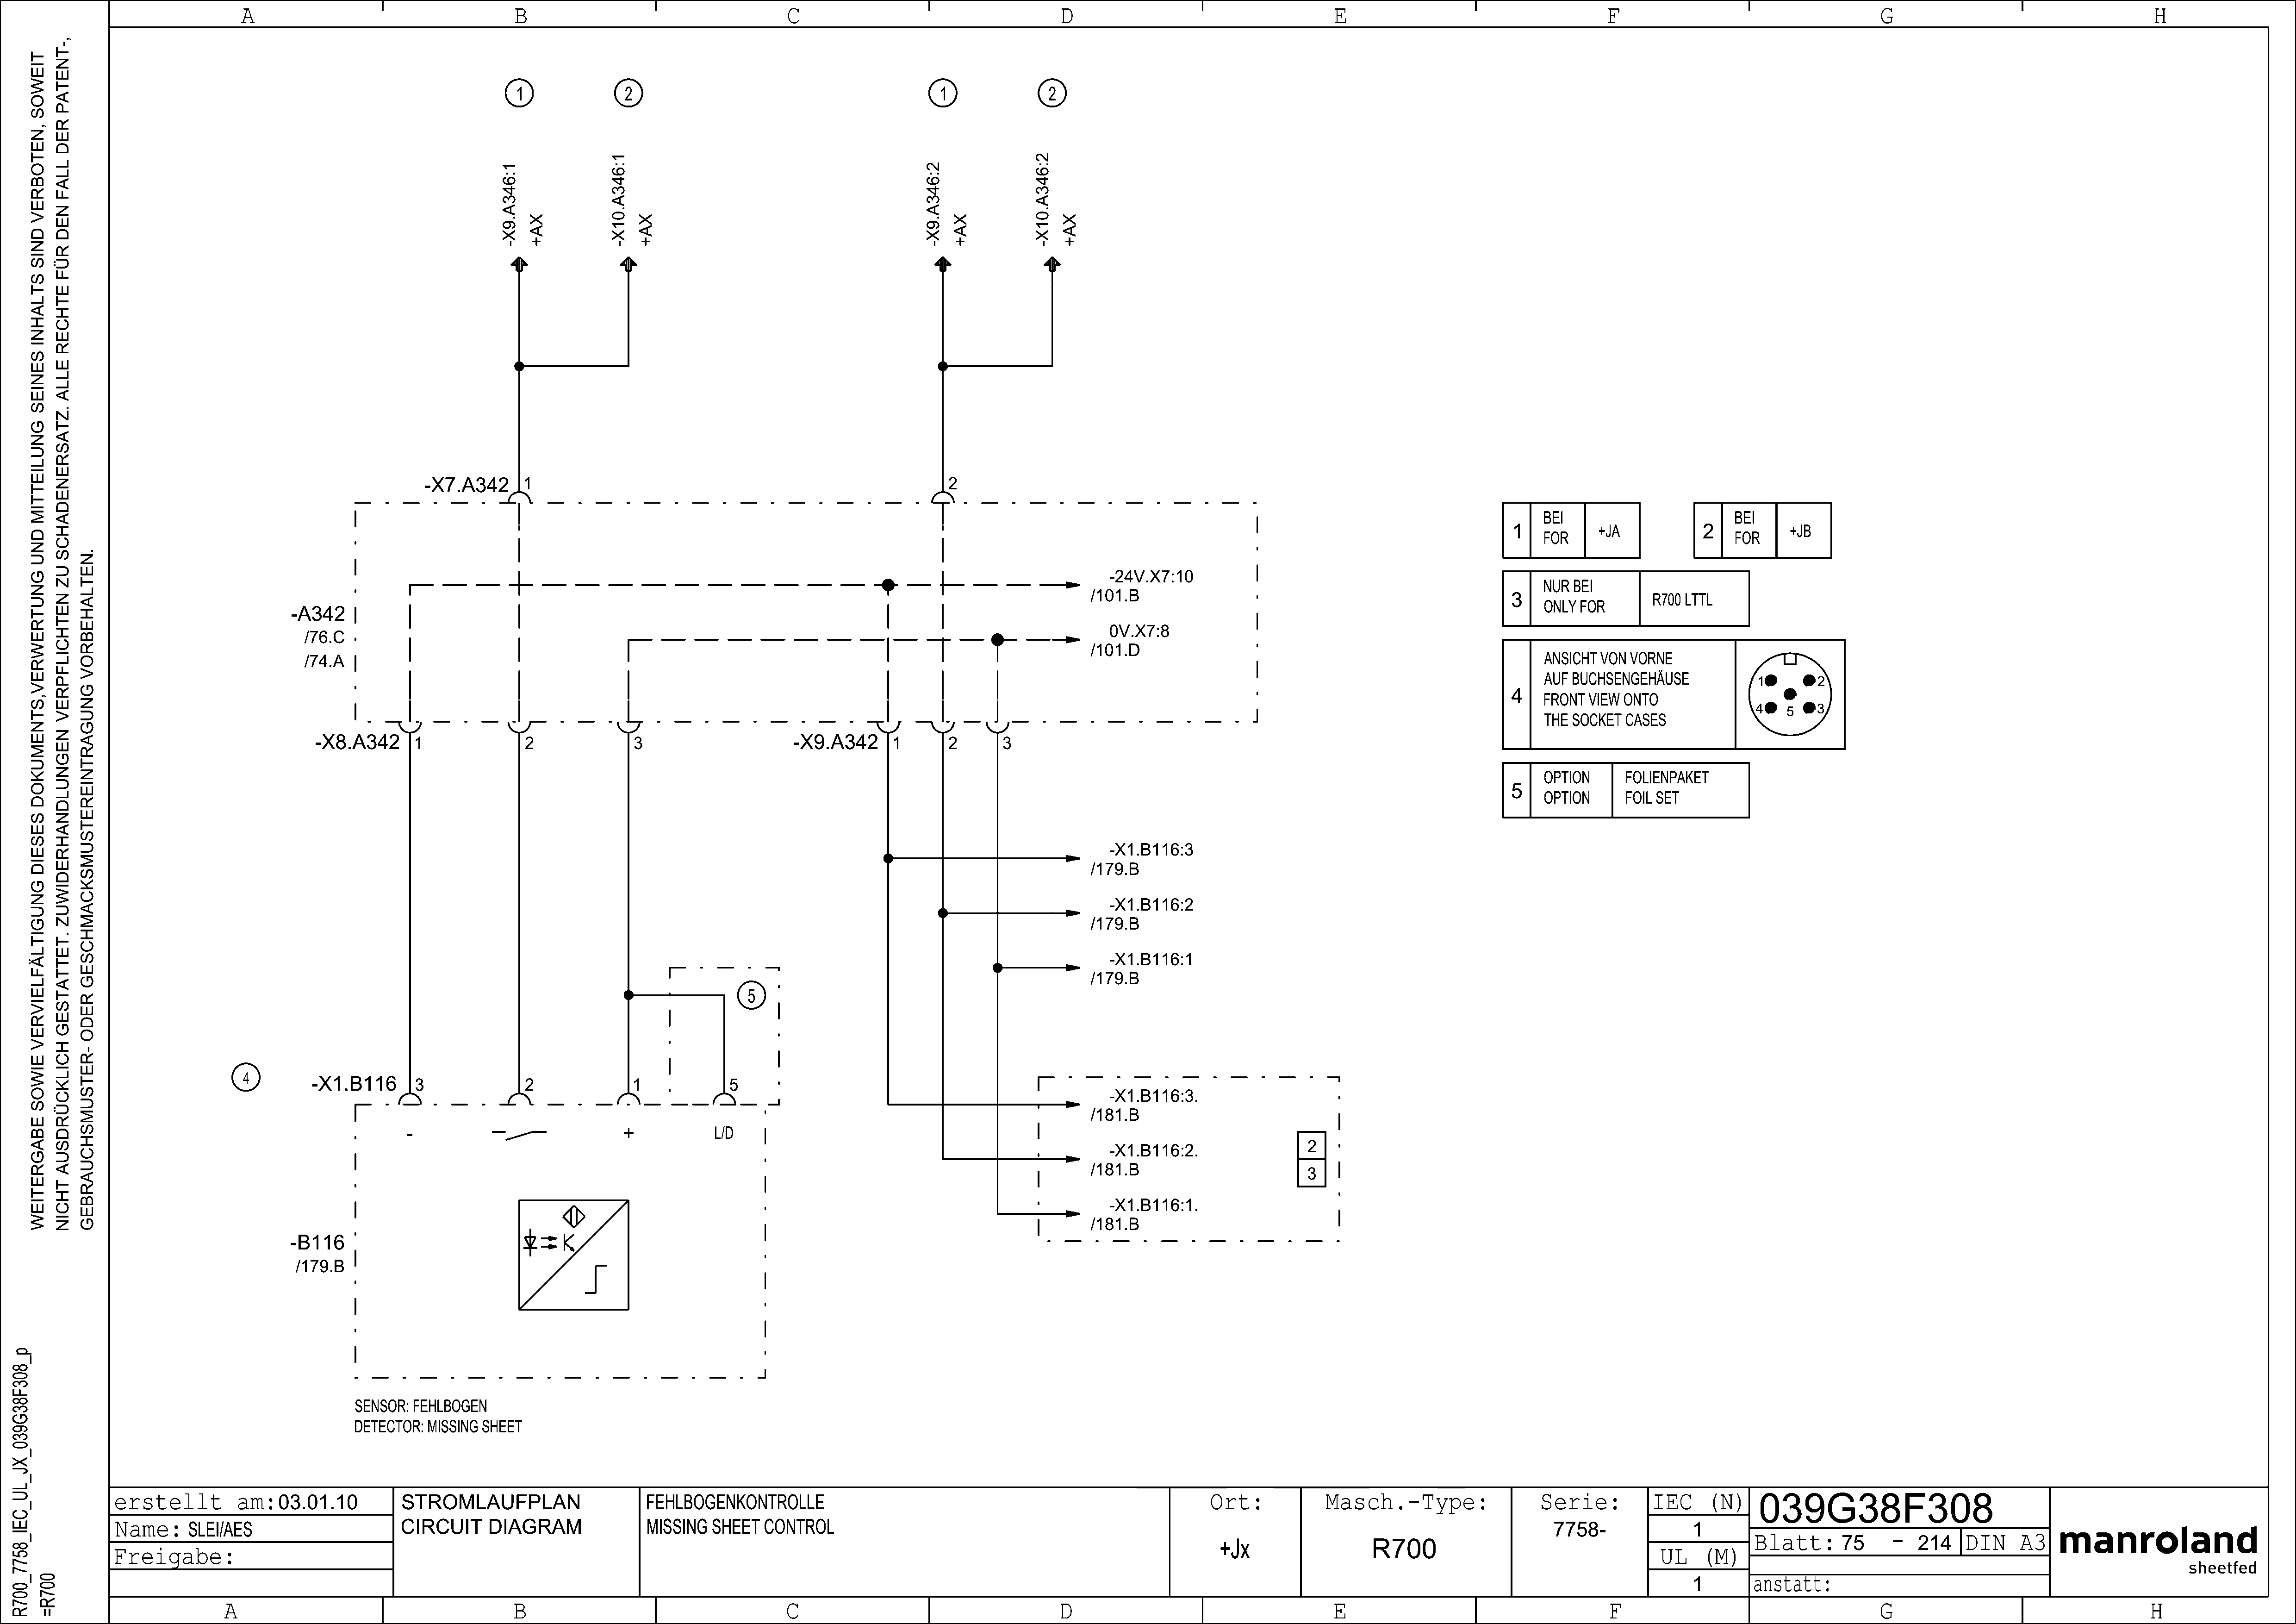 A B C D E F G H
WEITERGABE SOWIE VERVIELFÄLTIGUNG DIESES DOKUMENTS,VERWERTUNG UND MITTEILUNG SEINES INHALTS SIND VERBOTEN, SOWEIT
NICHT AUSDRÜCKLICH GESTATTET. ZUWIDERHANDLUNGEN VERPFLICHTEN ZU SCHADENERSATZ. ALLE RECHTE FÜR DEN FALL DER PATENT-,
GEBRAUCHSMUSTER- ODER GESCHMACKSMUSTEREINTRAGUNG VORBEHALTEN.
R700_7758_IEC_UL_JX_039G38F308_p
=R700
1 2 1 2
-X9.A346:1
+AX
-X10.A346:1
+AX
-X9.A346:2
+AX
-X10.A346:2
+AX
-X7.A342 1 2
-24V.X7:10
/101.B
0V.X7:8
/101.D
-A342
/76.C
/74.A
-X8.A342 1 2 3 -X9.A342 1 2 3
1 BEI
FOR +JA
2 BEI
FOR +JB
3 NUR BEI
ONLY FOR R700 LTTL
4 ANSICHT VON VORNE
AUF BUCHSENGEHÄUSE
FRONT VIEW ONTO
THE SOCKET CASES
1 2
4 5 3
5 OPTION FOLIENPAKET
OPTION FOIL SET
-X1.B116:3
/179.B
-X1.B116:2
/179.B
-X1.B116:1
/179.B
5
4 -X1.B116 3 2 1 5
- + L/D
-X1.B116:3.
/181.B
-X1.B116:2.
/181.B
-X1.B116:1.
/181.B
2
3
-B116
/179.B
SENSOR: FEHLBOGEN
DETECTOR: MISSING SHEET
erstellt am: 03.01.10
Name: SLEI/AES
Freigabe:
STROMLAUFPLAN
CIRCUIT DIAGRAM
FEHLBOGENKONTROLLE
MISSING SHEET CONTROL
Ort:
+Jx
Masch.-Type:
R700
Serie:
7758-
IEC (N)
1
UL (M)
1
039G38F308
Blatt: 75 - 214 DIN A3
anstatt:
manroland
sheetfed
A B C D E F G H